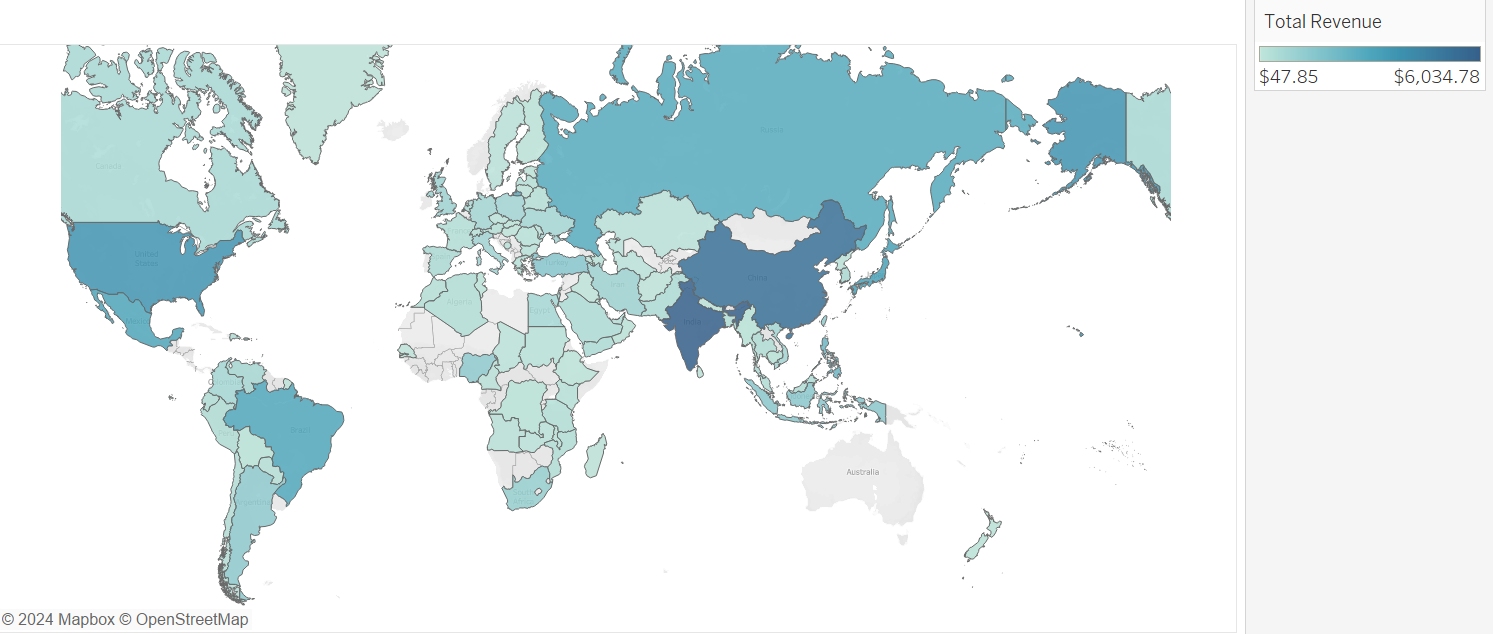 Total Revenue
$47.85 $6,034.78
Canada
Russia
United
States
China
Mexico
Iran
Algeria
Egypt
India
Brazil
Australia
Argentina
© 2024 Mapbox © OpenStreetMap